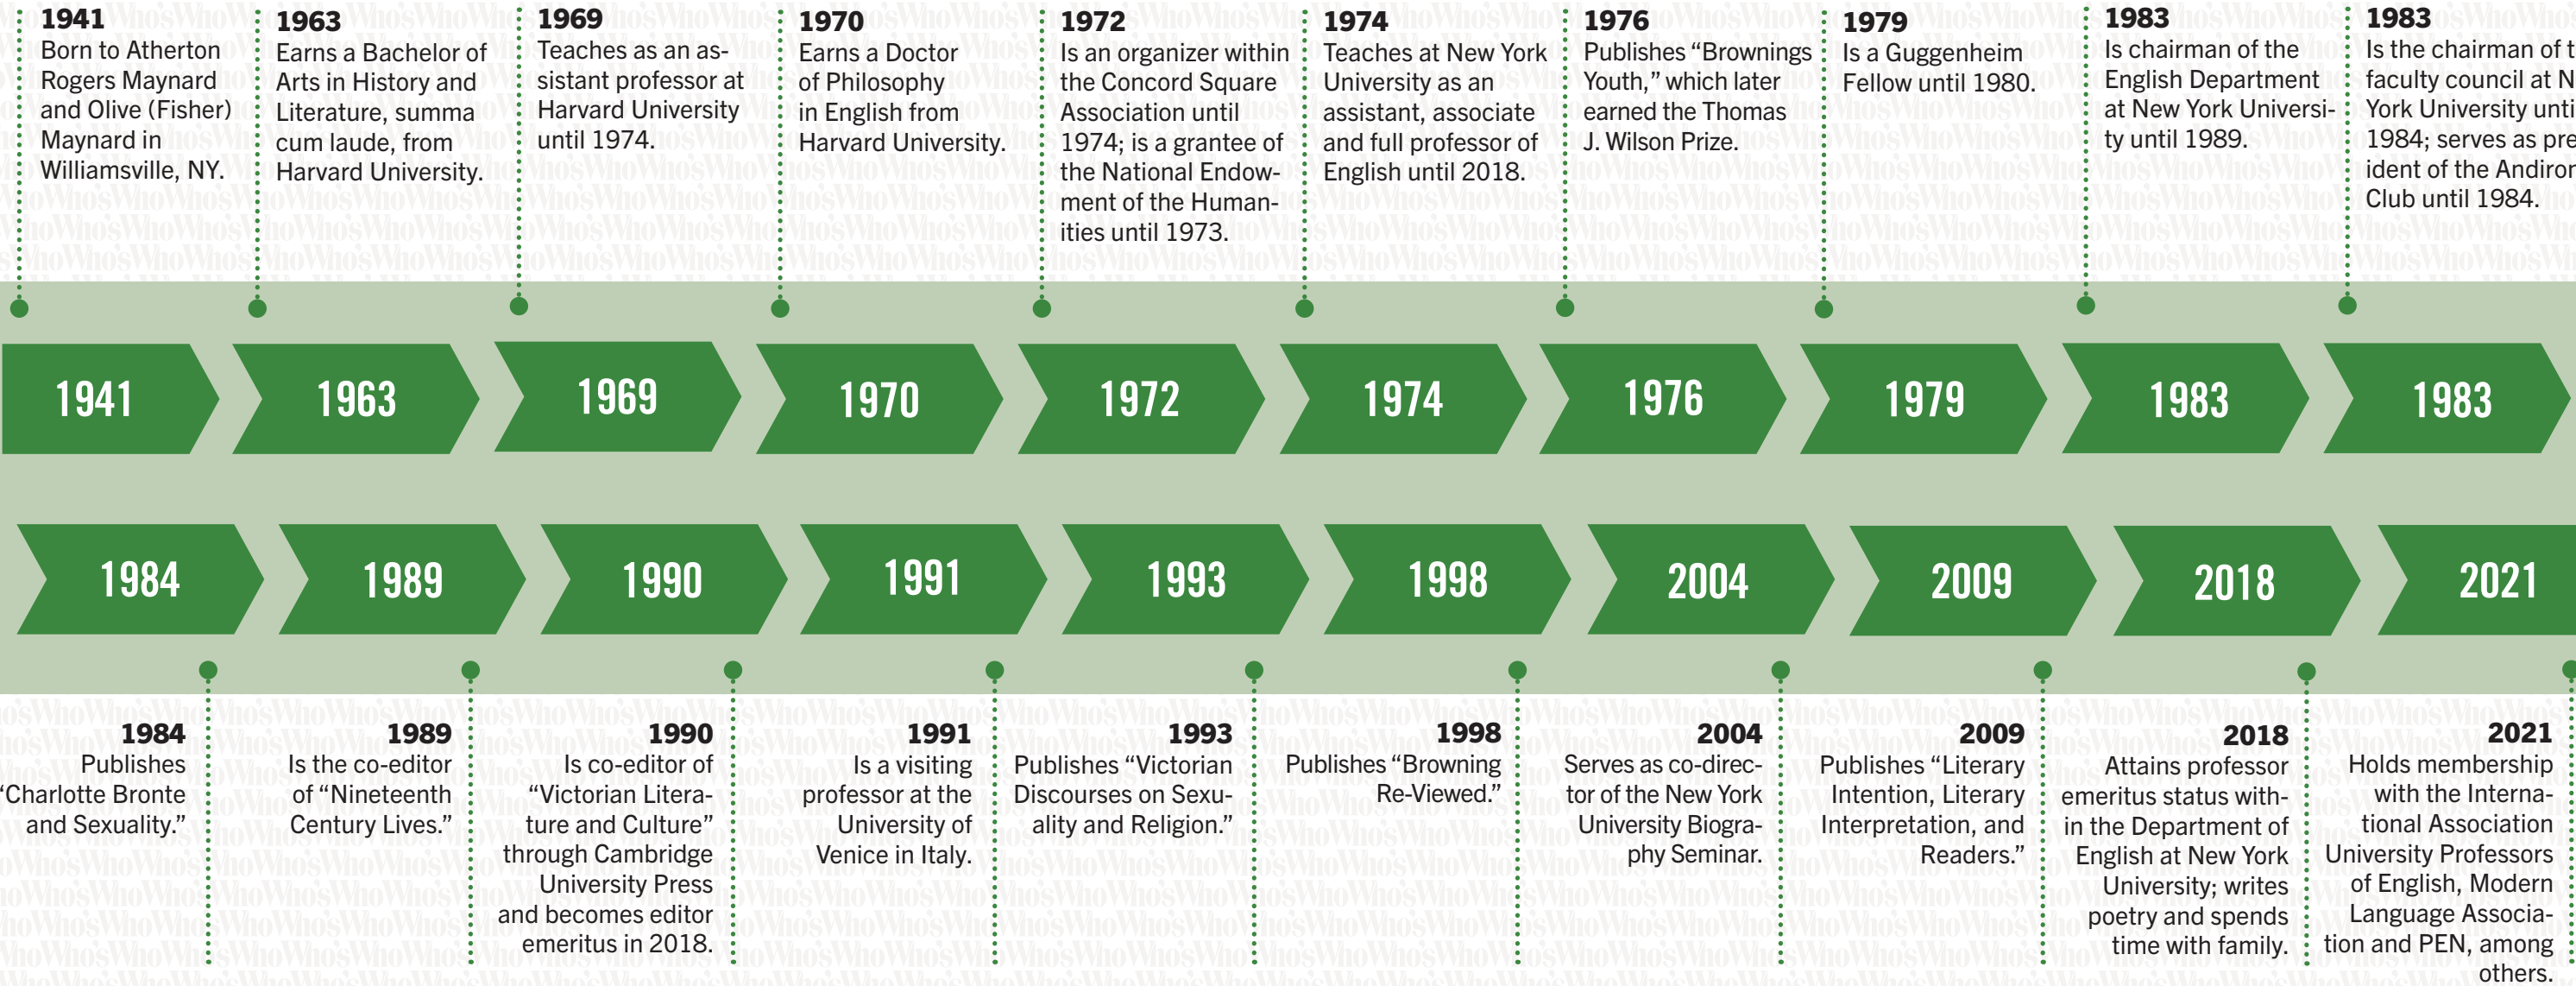 1941
Born to Atherton
Rogers Maynard
and Olive (Fisher)
Maynard in
Williamsville, NY.
1963
Earns a Bachelor of
Arts in History and
Literature, summa
cum laude, from
Harvard University.
1969
Teaches as an as-
sistant professor at
Harvard University
until 1974.
1970
Earns a Doctor
of Philosophy
in English from
Harvard University.
1972
Is an organizer within
the Concord Square
Association until
1974; is a grantee of
the National Endow-
ment of the Human-
ities until 1973.
1974
Teaches at New York
University as an
assistant, associate
and full professor of
English until 2018.
1976
Publishes “Brownings
Youth,” which later
earned the Thomas
J. Wilson Prize.
1979
Is a Guggenheim
Fellow until 1980.
1983
Is chairman of the
English Department
at New York Universi-
ty until 1989.
1983
Is the chairman of t
faculty council at N
York University unti
1984; serves as pre
ident of the Andiron
Club until 1984.
1941
1963
1969
1970
1972
1974
1976
1979
1983
1983
1984
1989
1990
1991
1993
1998
2004
2009
2018
2021
1984
Publishes
“Charlotte Bronte
and Sexuality.”
1989
Is the co-editor
of “Nineteenth
Century Lives.”
1990
Is co-editor of
“Victorian Litera-
ture and Culture”
through Cambridge
University Press
and becomes editor
emeritus in 2018.
1991
Is a visiting
professor at the
University of
Venice in Italy.
1993
Publishes “Victorian
Discourses on Sexu-
ality and Religion.”
1998
Publishes “Browning
Re-Viewed.”
2004
Serves as co-direc-
tor of the New York
University Biogra-
phy Seminar.
2009
Publishes “Literary
Intention, Literary
Interpretation, and
Readers.”
2018
Attains professor
emeritus status with-
in the Department of
English at New York
University; writes
poetry and spends
time with family.
2021
Holds membership
with the Interna-
tional Association
University Professors
of English, Modern
Language Associa-
tion and PEN, among
others.